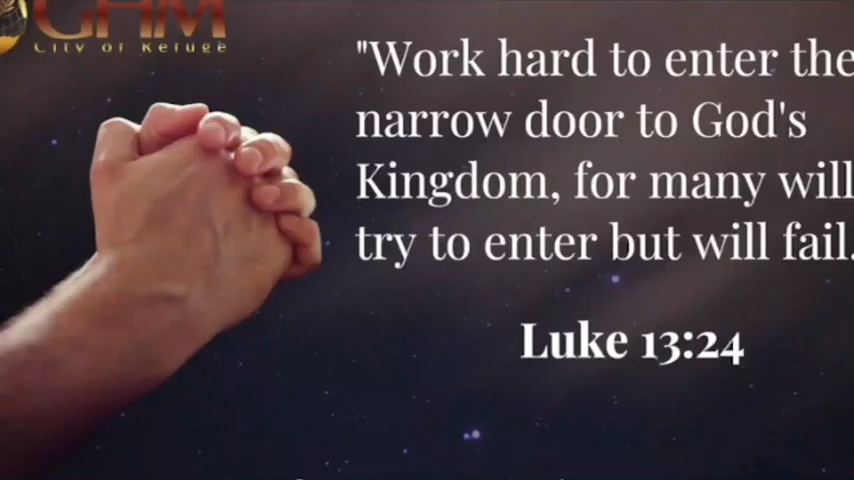 GHM
City of Refuge
"Work hard to enter the
narrow door to God's
Kingdom, for many will
try to enter but will fail.
Luke 13:24